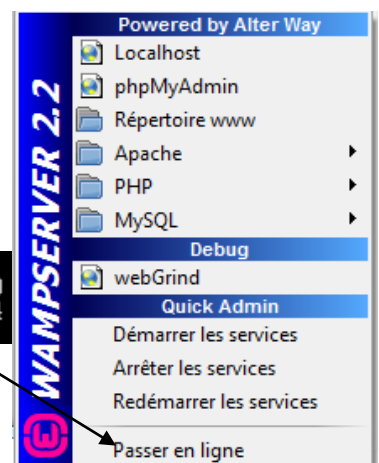 Powered by Alter Way
Localhost
phpMyAdmin
Répertoire www
Apache
PHP
MySQL
Debug
webGrind
Quick Admin
Démarrer les services
Arrêter les services
Redémarrer les services
Passer en ligne
WAMPSERVER 2.2